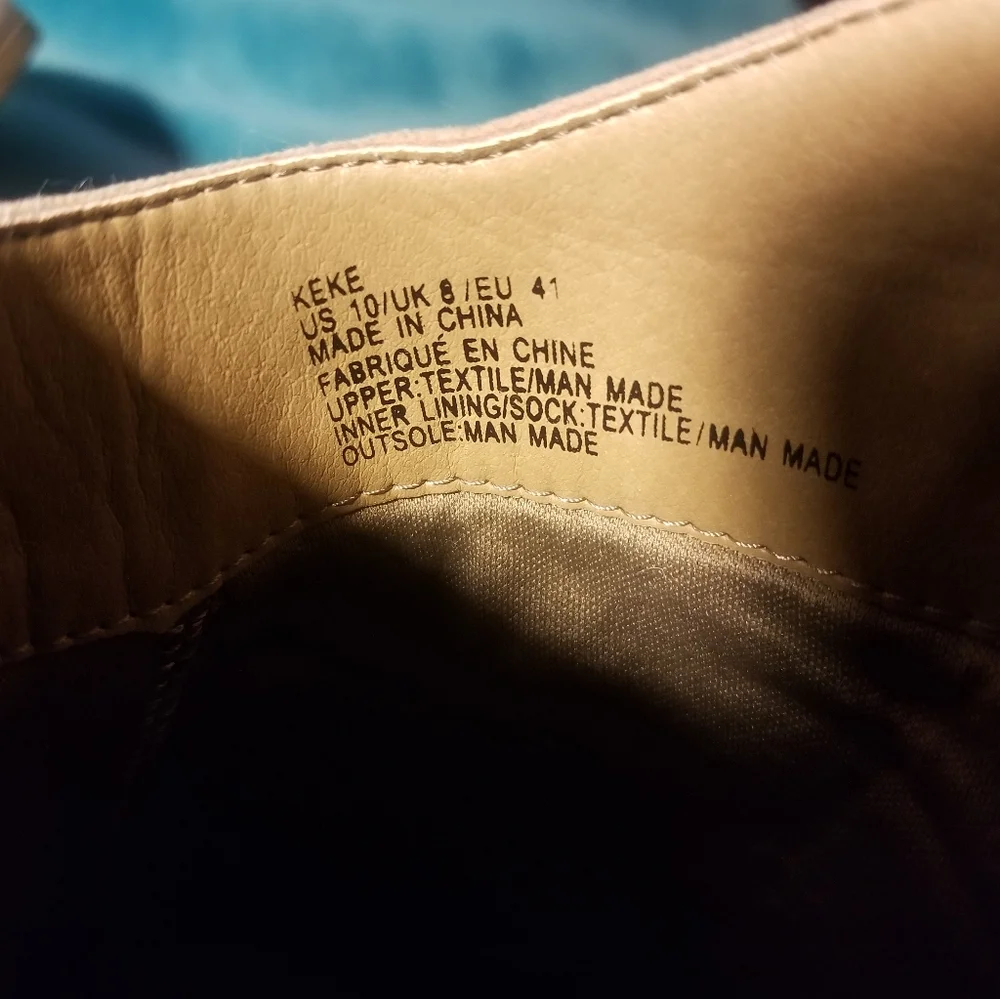 KEKE
US 10/UK 8/EU 41
MADE IN CHINA
FABRIQUÉ EN CHINE
UPPER:TEXTILE/MAN MADE
INNER LINING/SOCK:TEXTILE/MAN MADE
OUTSOLE:MAN MADE